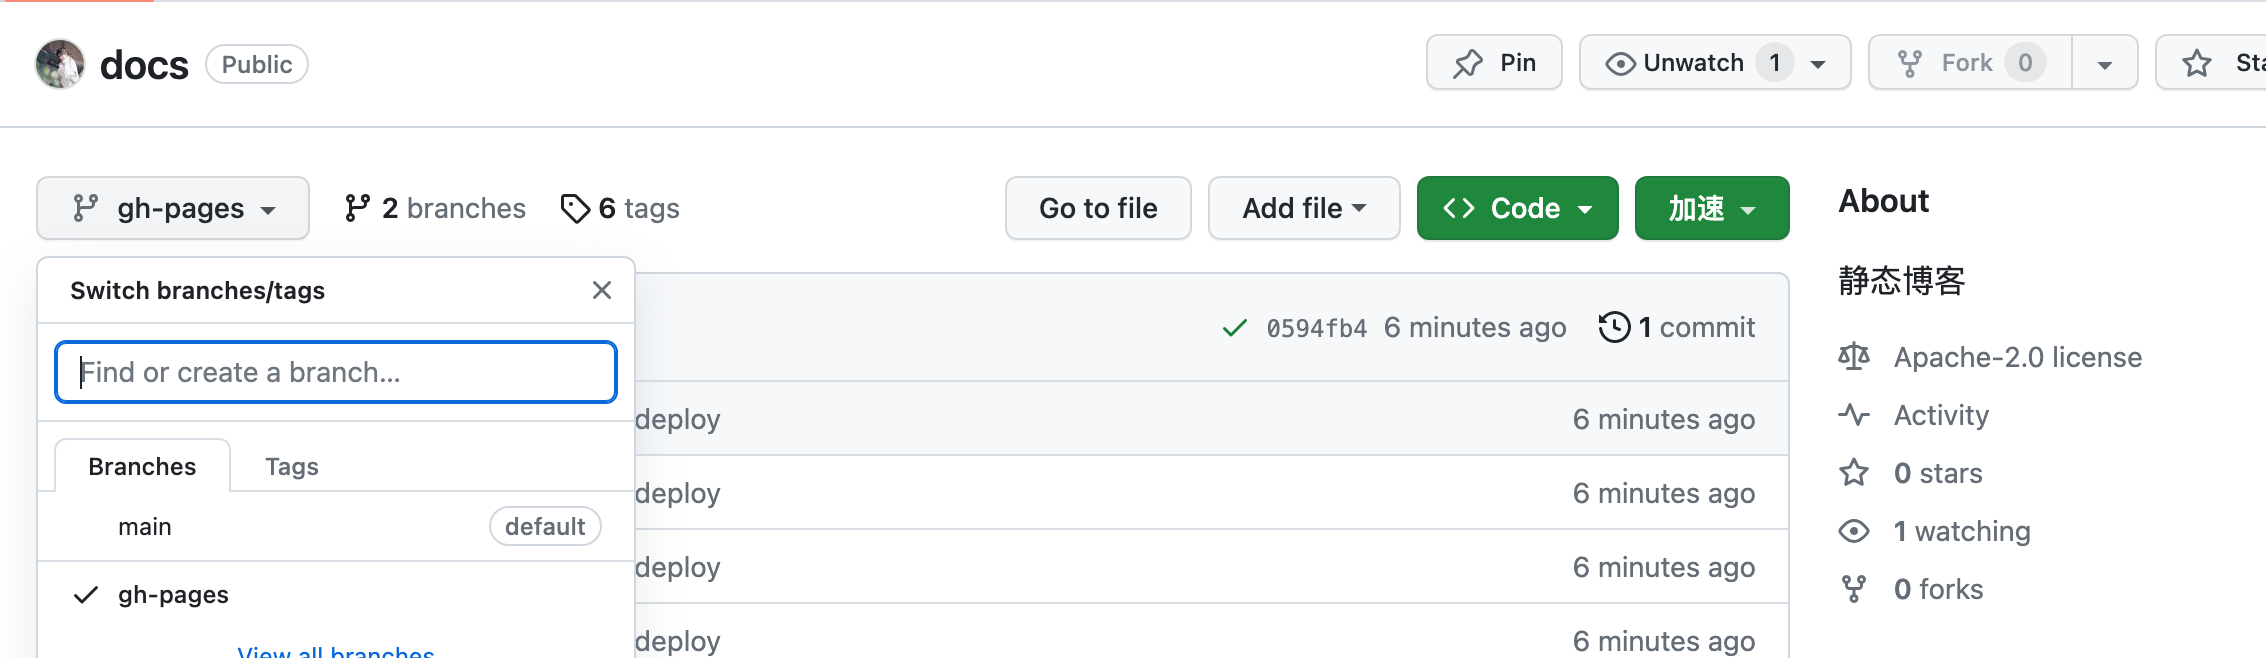 docs Public Pin Unwatch 1 Fork 0
gh-pages 2 branches 6 tags Go to file Add file Code 加速
Switch branches/tags
Find or create a branch...
Branches Tags
main default
gh-pages
View all branches
0594fb4 6 minutes ago 1 commit
deploy 6 minutes ago
deploy 6 minutes ago
deploy 6 minutes ago
deploy 6 minutes ago
About
静态博客
Apache-2.0 license
Activity
0 stars
1 watching
0 forks